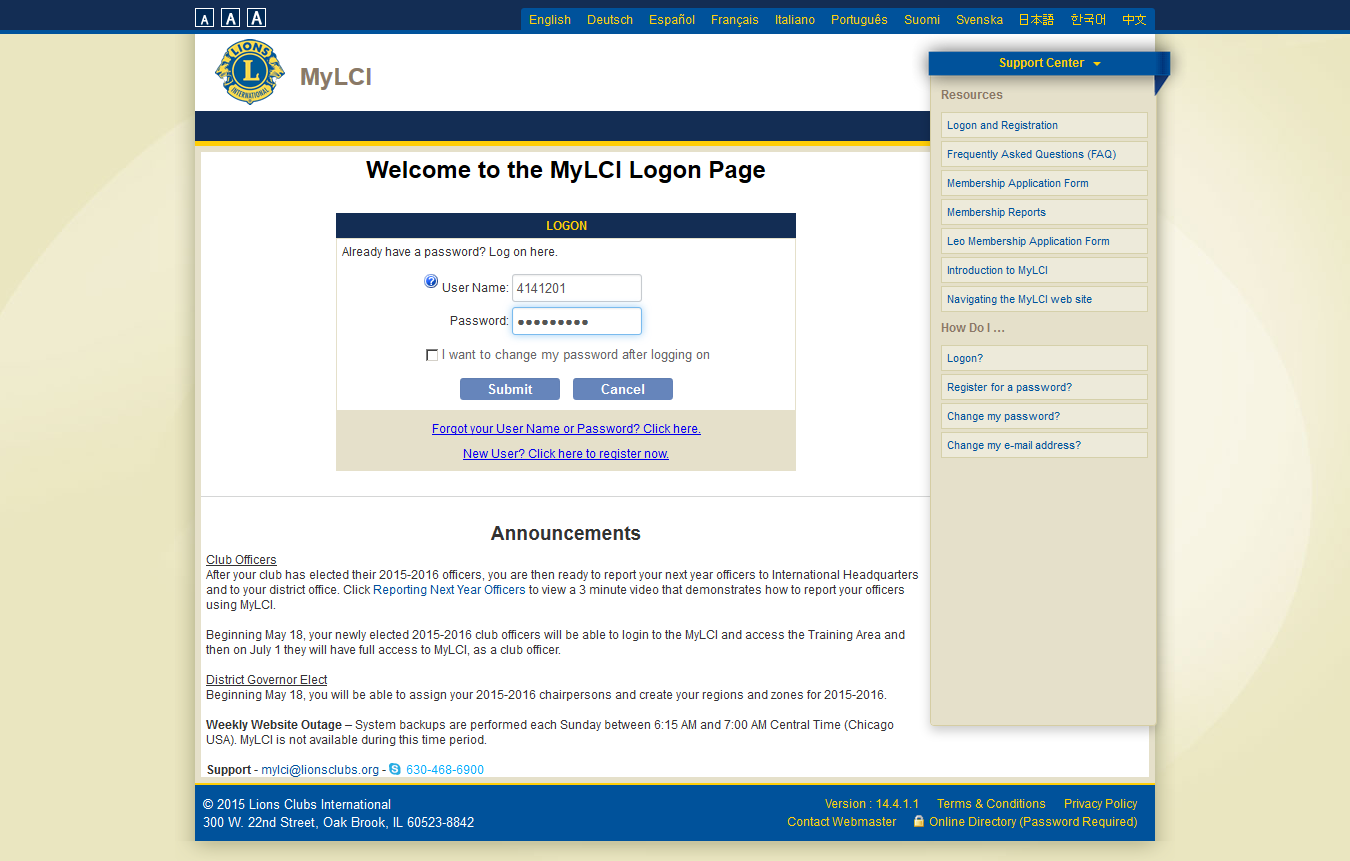 A A A
English Deutsch Español Français Italiano Português Suomi Svenska 日本語 한국어 中文
LIONS
L
INTERNATIONAL
MyLCI
Support Center
Resources
Logon and Registration
Frequently Asked Questions (FAQ)
Membership Application Form
Membership Reports
Leo Membership Application Form
Introduction to MyLCI
Navigating the MyLCI web site
How Do I ...
Logon?
Register for a password?
Change my password?
Change my e-mail address?
Welcome to the MyLCI Logon Page
LOGON
Already have a password? Log on here.
? User Name: 4141201
Password: ●●●●●●●●●
I want to change my password after logging on
Submit Cancel
Forgot your User Name or Password? Click here.
New User? Click here to register now.
Announcements
Club Officers
After your club has elected their 2015-2016 officers, you are then ready to report your next year officers to International Headquarters
and to your district office. Click Reporting Next Year Officers to view a 3 minute video that demonstrates how to report your officers
using MyLCI.
Beginning May 18, your newly elected 2015-2016 club officers will be able to login to the MyLCI and access the Training Area and
then on July 1 they will have full access to MyLCI, as a club officer.
District Governor Elect
Beginning May 18, you will be able to assign your 2015-2016 chairpersons and create your regions and zones for 2015-2016.
Weekly Website Outage – System backups are performed each Sunday between 6:15 AM and 7:00 AM Central Time (Chicago
USA). MyLCI is not available during this time period.
Support - mylci@lionsclubs.org - 630-468-6900
© 2015 Lions Clubs International
300 W. 22nd Street, Oak Brook, IL 60523-8842
Version : 14.4.1.1 Terms & Conditions Privacy Policy
Contact Webmaster Online Directory (Password Required)